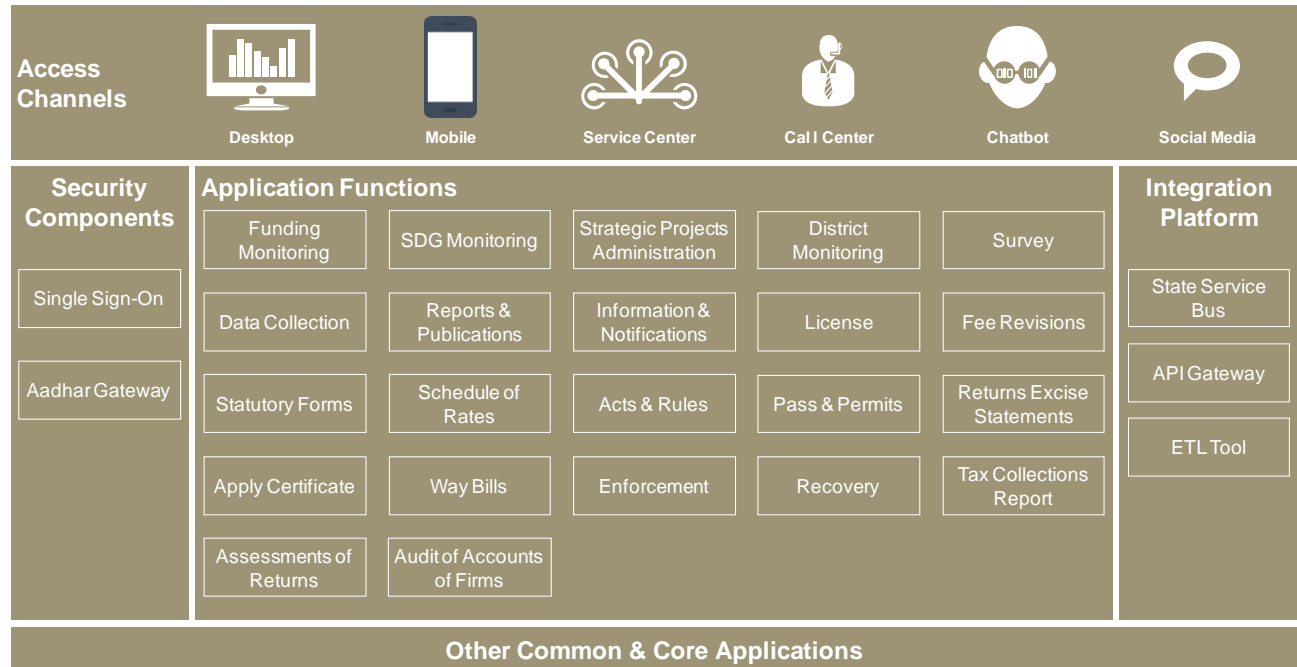 Access
Channels
Desktop
Mobile
Service Center
Cal l Center
Chatbot
Social Media
Security
Components
Single Sign-On
Aadhar Gateway
Application Functions
Funding
Monitoring
SDG Monitoring
Strategic Projects
Administration
District
Monitoring
Survey
Data Collection
Reports &
Publications
Information &
Notifications
License
Fee Revisions
Statutory Forms
Schedule of
Rates
Acts & Rules
Pass & Permits
Returns Excise
Statements
Apply Certificate
Way Bills
Enforcement
Recovery
Tax Collections
Report
Assessments of
Returns
Audit of Accounts
of Firms
Integration
Platform
State Service
Bus
API Gateway
ETL Tool
Other Common & Core Applications